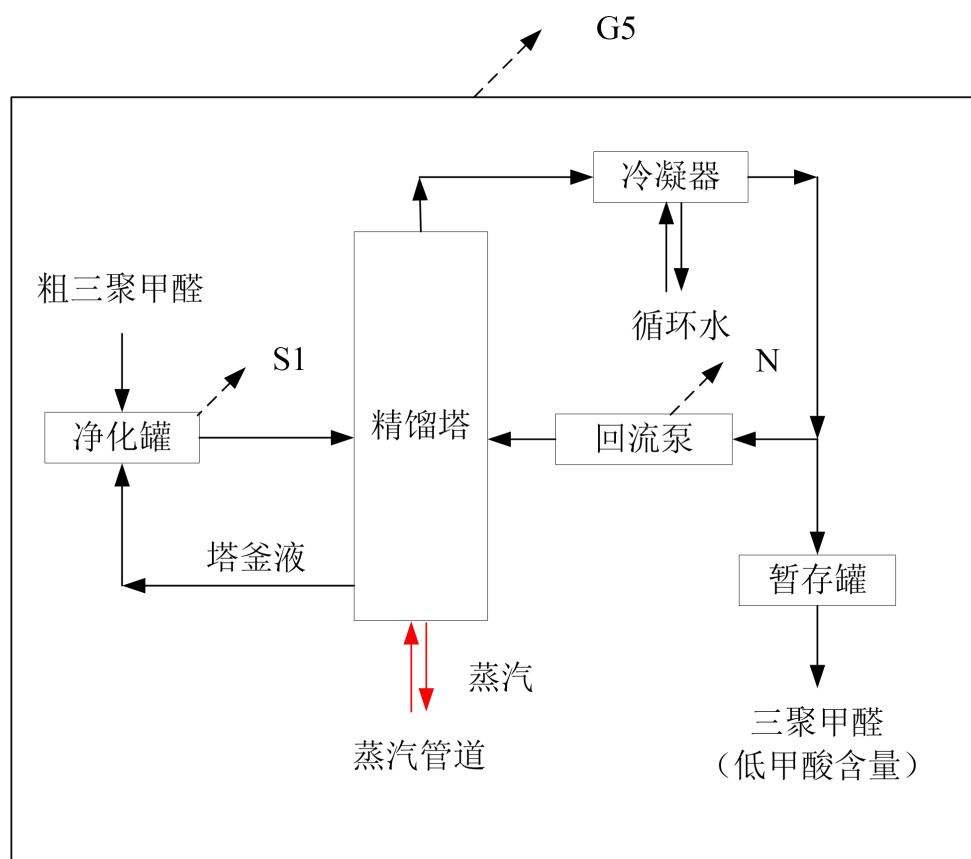 G5
冷凝器
粗三聚甲醛
循环水
S1
N
净化罐
精馏塔
回流泵
塔釜液
暂存罐
蒸汽
蒸汽管道
三聚甲醛
（低甲酸含量）